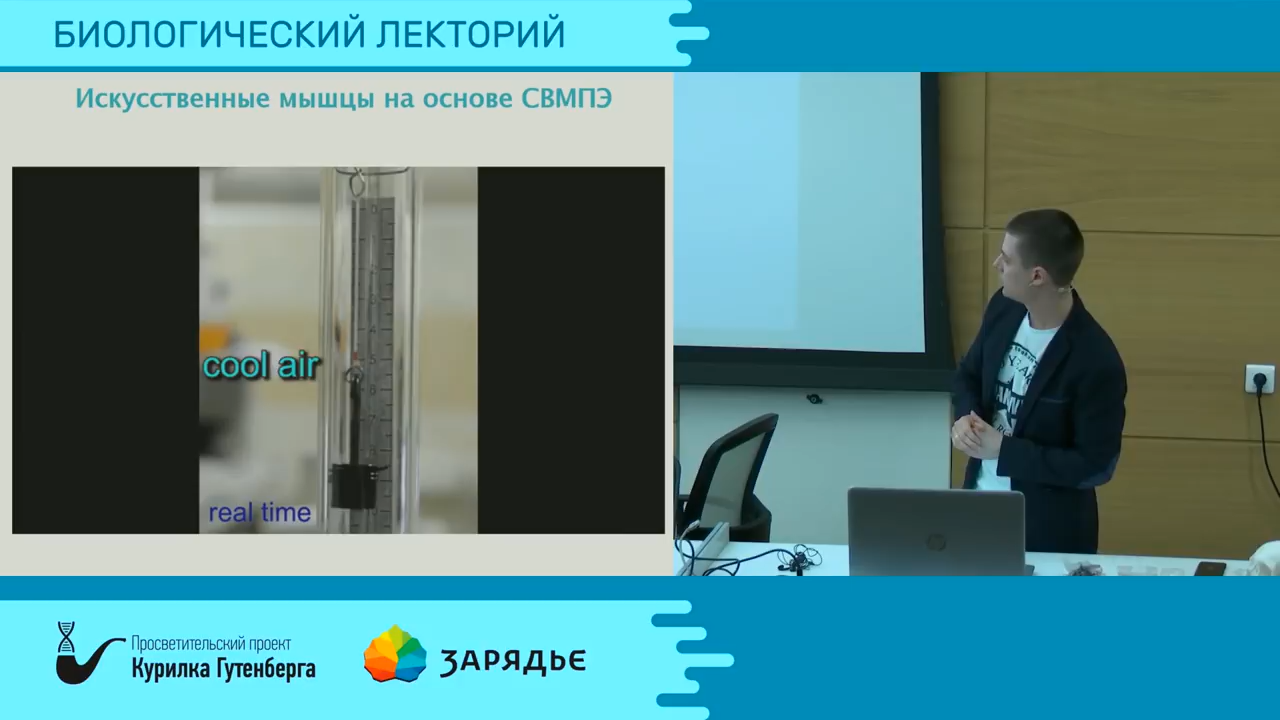 БИОЛОГИЧЕСКИЙ ЛЕКТОРИЙ
Искусственные мышцы на основе СВМПЭ
cool air
real time
Просветительский проект
Курилка Гутенберга
ЗАРЯДЬЕ